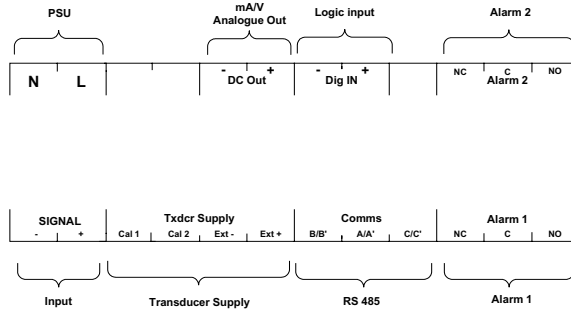 PSU
mA/V
Analogue Out
Logic input
Alarm 2
N L
- +
DC Out
- +
Dig IN
NC C NO
Alarm 2
SIGNAL
- +
Txdcr Supply
Cal 1 Cal 2 Ext - Ext +
Comms
B/B' A/A' C/C'
Alarm 1
NC C NO
Input
Transducer Supply
RS 485
Alarm 1